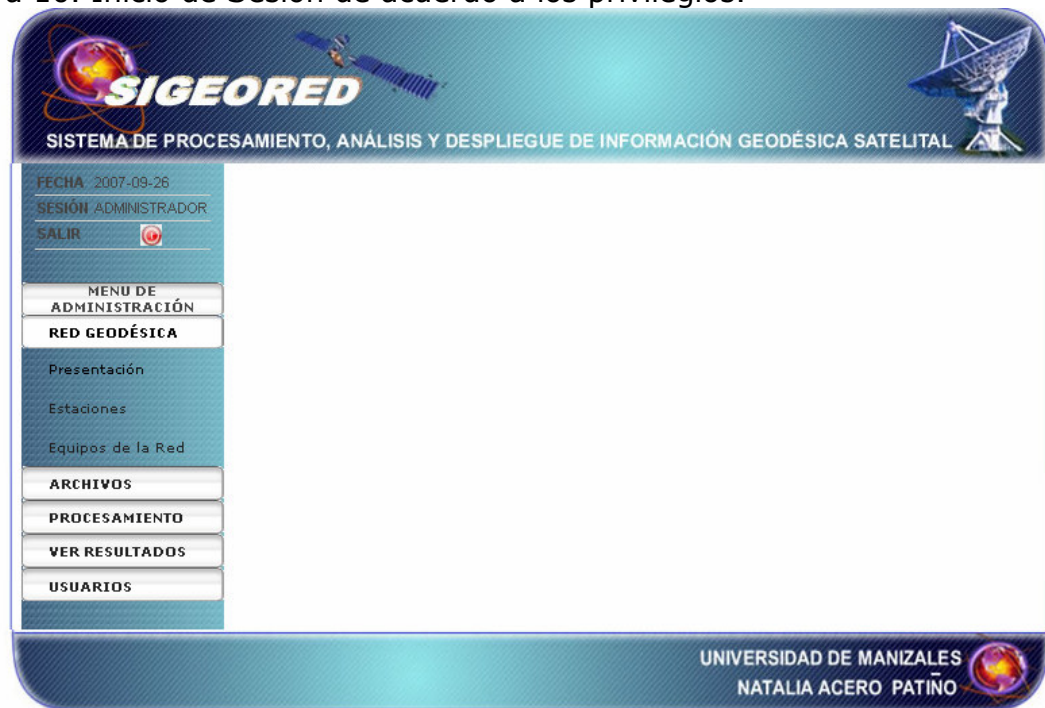 a 10. Inicio de Sesión de acuerdo a los privilegios.
SIGEORED
SISTEMA DE PROCESAMIENTO, ANÁLISIS Y DESPLIEGUE DE INFORMACIÓN GEODÉSICA SATELITAL
FECHA 2007-09-26
SESIÓN ADMINISTRADOR
SALIR
MENU DE
ADMINISTRACIÓN
RED GEODÉSICA
Presentación
Estaciones
Equipos de la Red
ARCHIVOS
PROCESAMIENTO
VER RESULTADOS
USUARIOS
UNIVERSIDAD DE MANIZALES
NATALIA ACERO PATIÑO